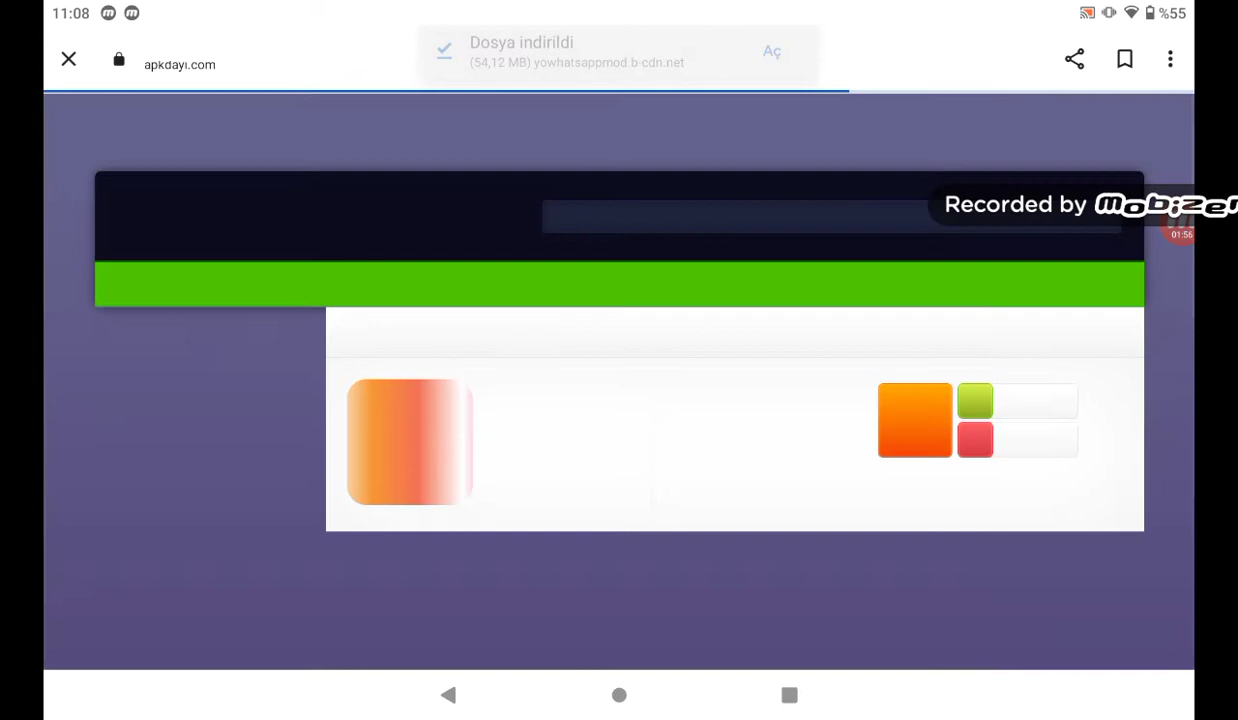 11:08
%55
Dosya indirildi
(54,12 MB) yowhatsappmod.b-cdn.net
Aç
apkdayı.com
Recorded by
01:56